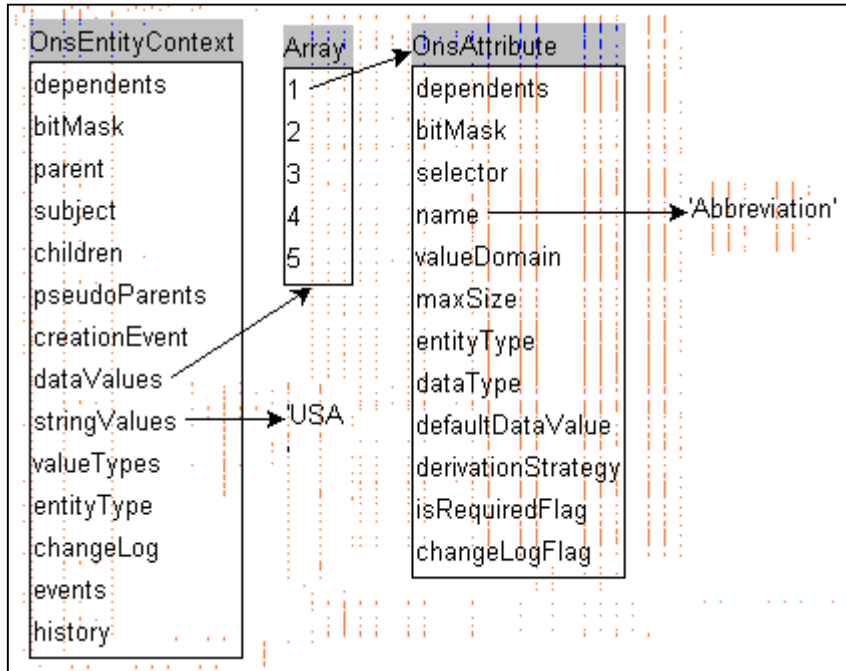 OnsEntityContext
dependents
bitMask
parent
subject
children
pseudoParents
creationEvent
dataValues
stringValues
valueTypes
entityType
changeLog
events
history
Array
1
2
3
4
5
'USA
'
OnsAttribute
dependents
bitMask
selector
name
valueDomain
maxSize
entityType
dataType
defaultDataValue
derivationStrategy
isRequiredFlag
changeLogFlag
'Abbreviation'